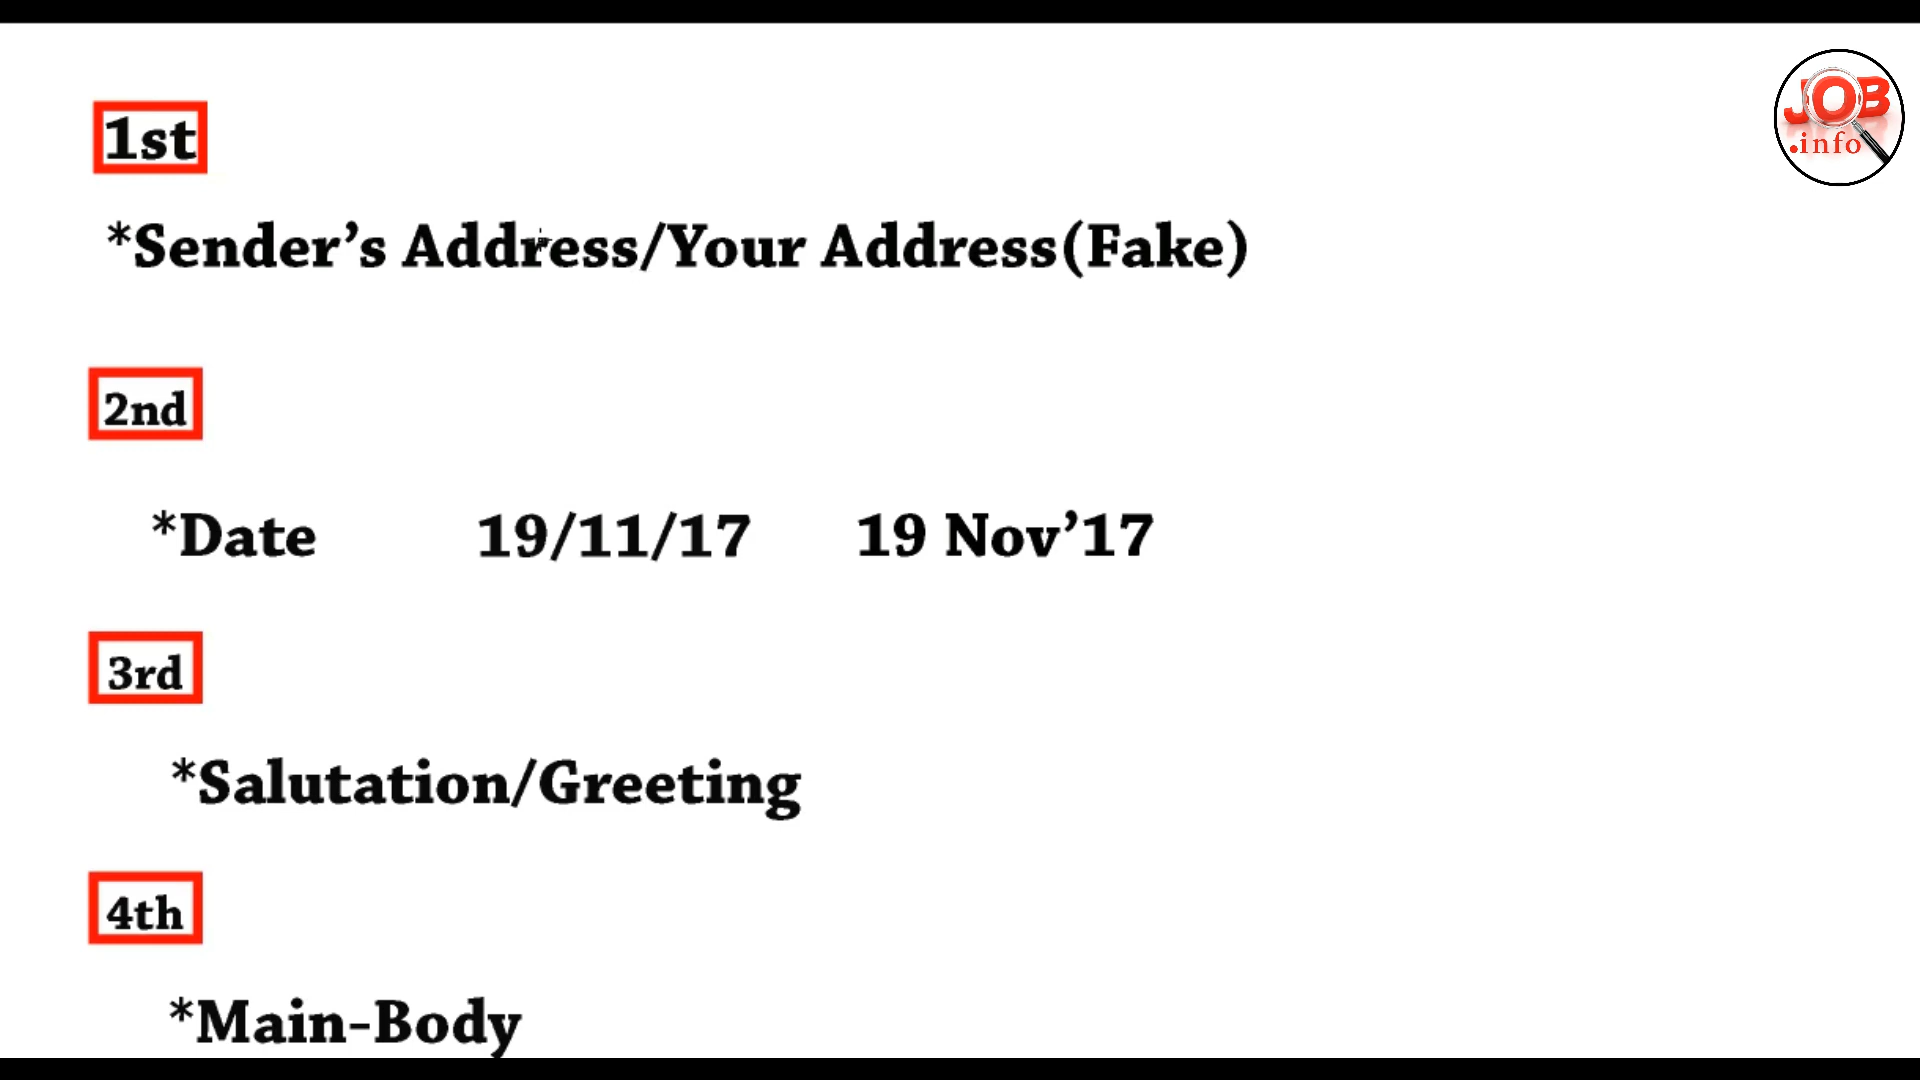 JOB
.info
1st
*Sender’s Address/Your Address(Fake)
2nd
*Date 19/11/17 19 Nov’17
3rd
*Salutation/Greeting
4th
*Main-Body